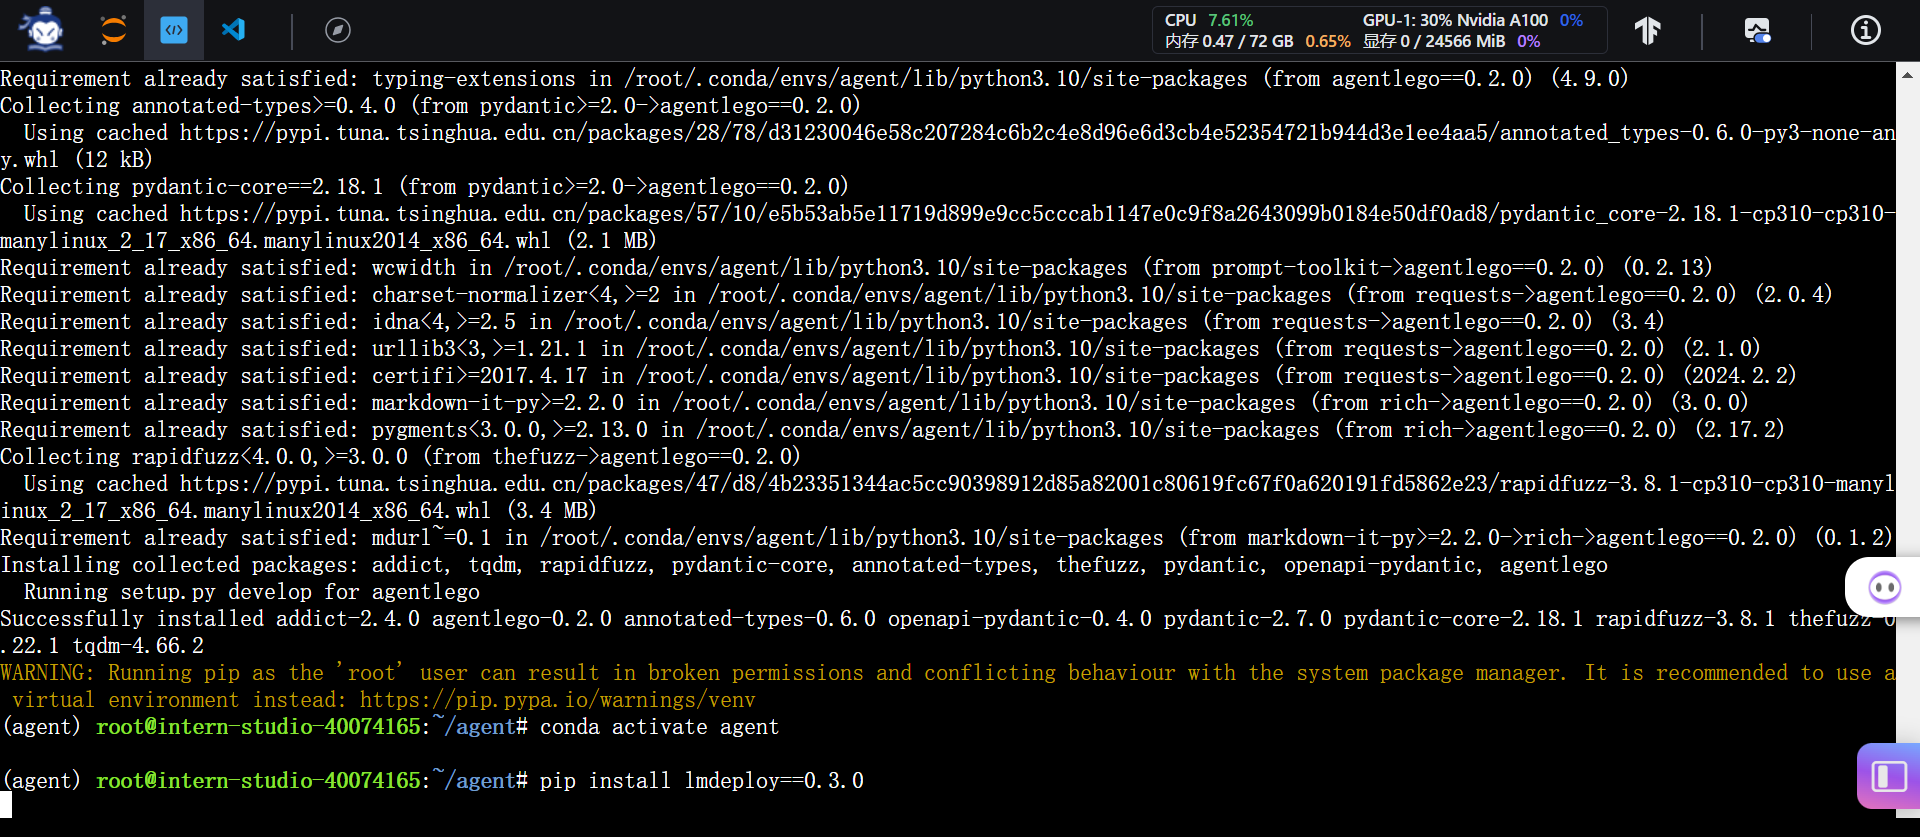 CPU 7.61% GPU-1: 30% Nvidia A100 0%
内存 0.47 / 72 GB 0.65% 显存 0 / 24566 MiB 0%
Requirement already satisfied: typing-extensions in /root/.conda/envs/agent/lib/python3.10/site-packages (from agentlego==0.2.0) (4.9.0)
Collecting annotated-types>=0.4.0 (from pydantic>=2.0->agentlego==0.2.0)
  Using cached https://pypi.tuna.tsinghua.edu.cn/packages/28/78/d31230046e58c207284c6b2c4e8d96e6d3cb4e52354721b944d3e1ee4aa5/annotated_types-0.6.0-py3-none-an
y.whl (12 kB)
Collecting pydantic-core==2.18.1 (from pydantic>=2.0->agentlego==0.2.0)
  Using cached https://pypi.tuna.tsinghua.edu.cn/packages/57/10/e5b53ab5e11719d899e9cc5cccab1147e0c9f8a2643099b0184e50df0ad8/pydantic_core-2.18.1-cp310-cp310-
manylinux_2_17_x86_64.manylinux2014_x86_64.whl (2.1 MB)
Requirement already satisfied: wcwidth in /root/.conda/envs/agent/lib/python3.10/site-packages (from prompt-toolkit->agentlego==0.2.0) (0.2.13)
Requirement already satisfied: charset-normalizer<4,>=2 in /root/.conda/envs/agent/lib/python3.10/site-packages (from requests->agentlego==0.2.0) (2.0.4)
Requirement already satisfied: idna<4,>=2.5 in /root/.conda/envs/agent/lib/python3.10/site-packages (from requests->agentlego==0.2.0) (3.4)
Requirement already satisfied: urllib3<3,>=1.21.1 in /root/.conda/envs/agent/lib/python3.10/site-packages (from requests->agentlego==0.2.0) (2.1.0)
Requirement already satisfied: certifi>=2017.4.17 in /root/.conda/envs/agent/lib/python3.10/site-packages (from requests->agentlego==0.2.0) (2024.2.2)
Requirement already satisfied: markdown-it-py>=2.2.0 in /root/.conda/envs/agent/lib/python3.10/site-packages (from rich->agentlego==0.2.0) (3.0.0)
Requirement already satisfied: pygments<3.0.0,>=2.13.0 in /root/.conda/envs/agent/lib/python3.10/site-packages (from rich->agentlego==0.2.0) (2.17.2)
Collecting rapidfuzz<4.0.0,>=3.0.0 (from thefuzz->agentlego==0.2.0)
  Using cached https://pypi.tuna.tsinghua.edu.cn/packages/47/d8/4b23351344ac5cc90398912d85a82001c80619fc67f0a620191fd5862e23/rapidfuzz-3.8.1-cp310-cp310-manyl
inux_2_17_x86_64.manylinux2014_x86_64.whl (3.4 MB)
Requirement already satisfied: mdurl~=0.1 in /root/.conda/envs/agent/lib/python3.10/site-packages (from markdown-it-py>=2.2.0->rich->agentlego==0.2.0) (0.1.2)
Installing collected packages: addict, tqdm, rapidfuzz, pydantic-core, annotated-types, thefuzz, pydantic, openapi-pydantic, agentlego
  Running setup.py develop for agentlego
Successfully installed addict-2.4.0 agentlego-0.2.0 annotated-types-0.6.0 openapi-pydantic-0.4.0 pydantic-2.7.0 pydantic-core-2.18.1 rapidfuzz-3.8.1 thefuzz-0
.22.1 tqdm-4.66.2
WARNING: Running pip as the 'root' user can result in broken permissions and conflicting behaviour with the system package manager. It is recommended to use a
 virtual environment instead: https://pip.pypa.io/warnings/venv
(agent) root@intern-studio-40074165:~/agent# conda activate agent
(agent) root@intern-studio-40074165:~/agent# pip install lmdeploy==0.3.0